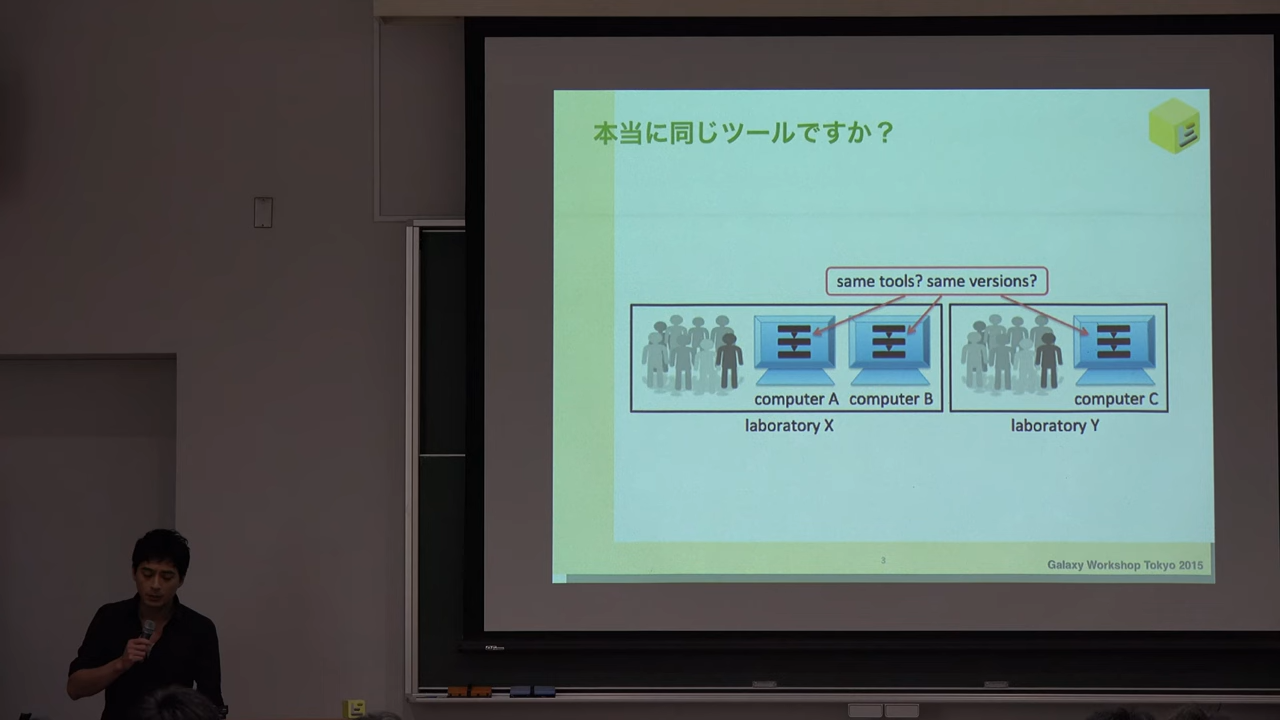 本当に同じツールですか？
same tools? same versions?
computer A
computer B
computer C
laboratory X
laboratory Y
3
Galaxy Workshop Tokyo 2015